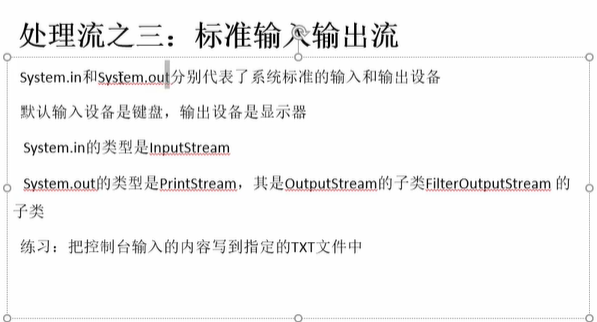 处理流之三：标准输入输出流
System.in和System.out分别代表了系统标准的输入和输出设备
默认输入设备是键盘，输出设备是显示器
System.in的类型是InputStream
System.out的类型是PrintStream，其是OutputStream的子类FilterOutputStream 的
子类
练习：把控制台输入的内容写到指定的TXT文件中